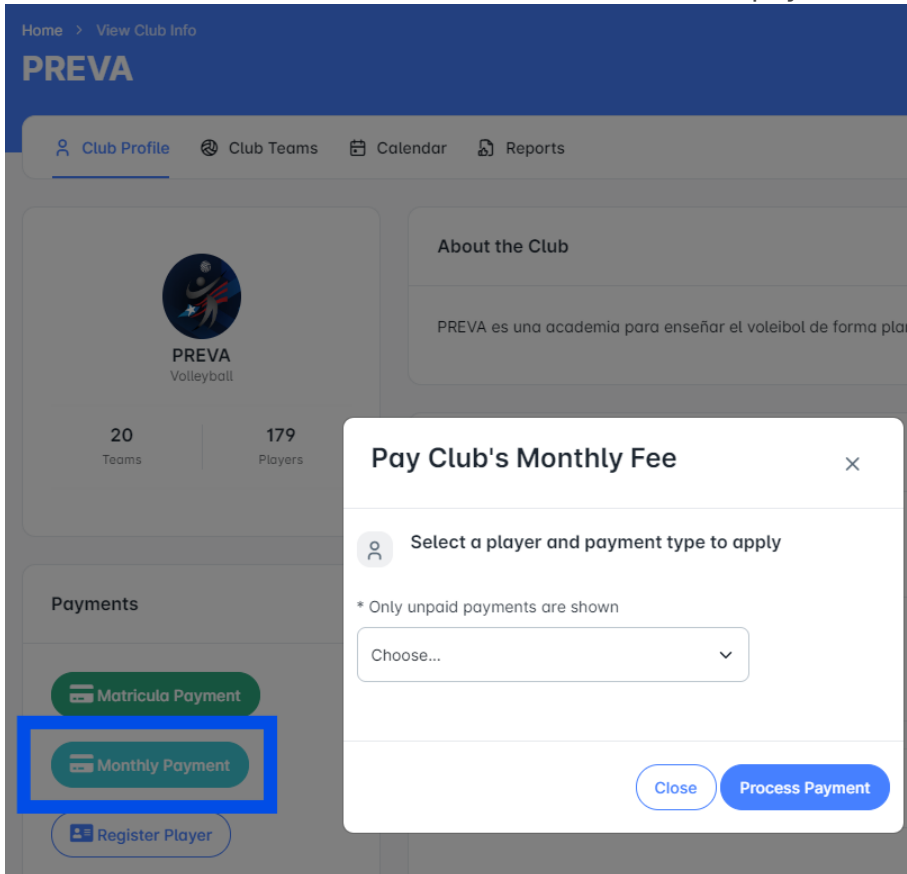 Home > View Club Info
PREVA
Club Profile Club Teams Calendar Reports
PREVA
Volleyball
20 179
Teams Players
About the Club
PREVA es una academia para enseñar el voleibol de forma
Pay Club's Monthly Fee
Select a player and payment type to apply
* Only unpaid payments are shown
Choose...
Close Process Payment
Payments
Matricula Payment
Monthly Payment
Register Player